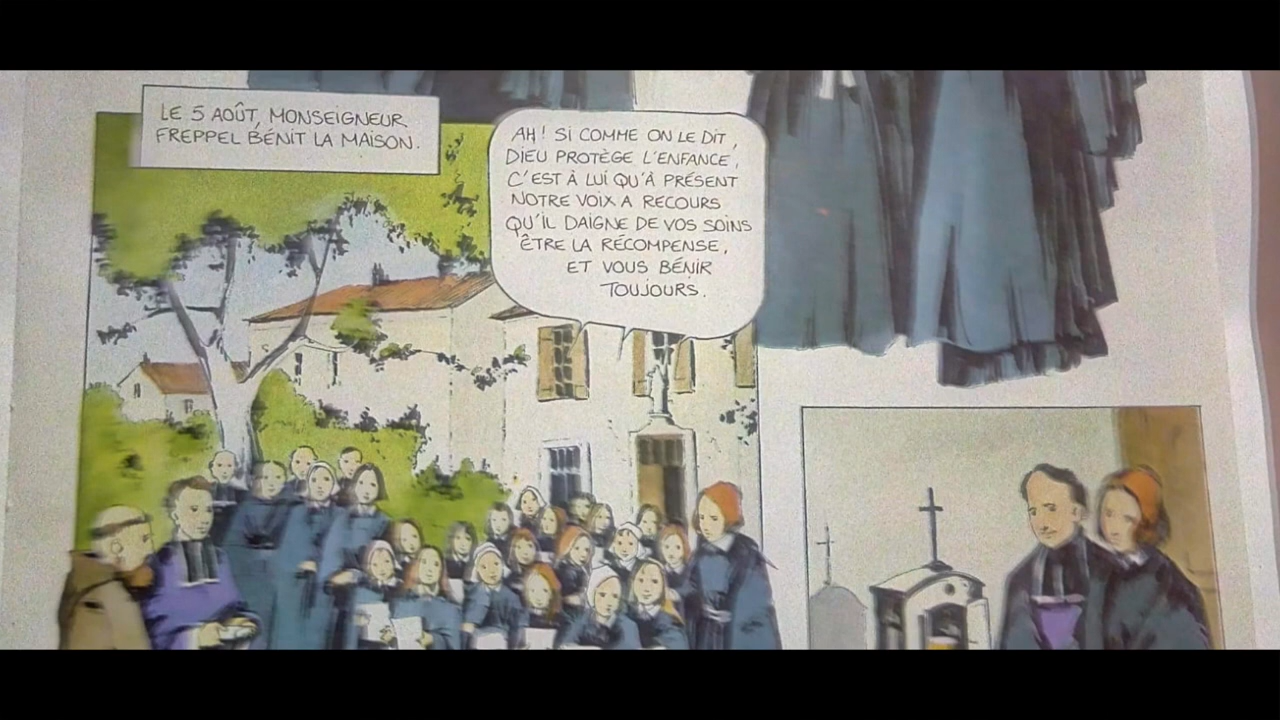 LE 5 AOÛT, MONSEIGNEUR
FREPPEL BÉNIT LA MAISON.
AH! SI COMME ON LE DIT,
DIEU PROTÈGE L'ENFANCE,
C'EST À LUI QU'À PRÉSENT
NOTRE VOIX A RECOURS
QU'IL DAIGNE DE VOS SOINS
ÊTRE LA RÉCOMPENSE,
ET VOUS BÉNIR
TOUJOURS.